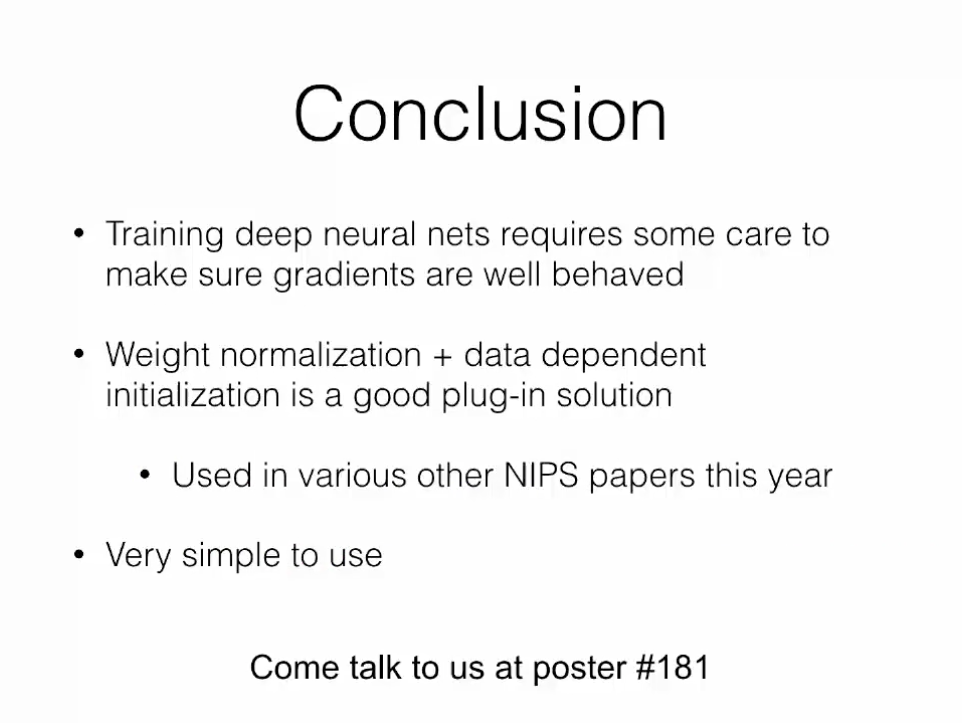 Conclusion
• Training deep neural nets requires some care to
make sure gradients are well behaved
• Weight normalization + data dependent
initialization is a good plug-in solution
• Used in various other NIPS papers this year
• Very simple to use
Come talk to us at poster #181